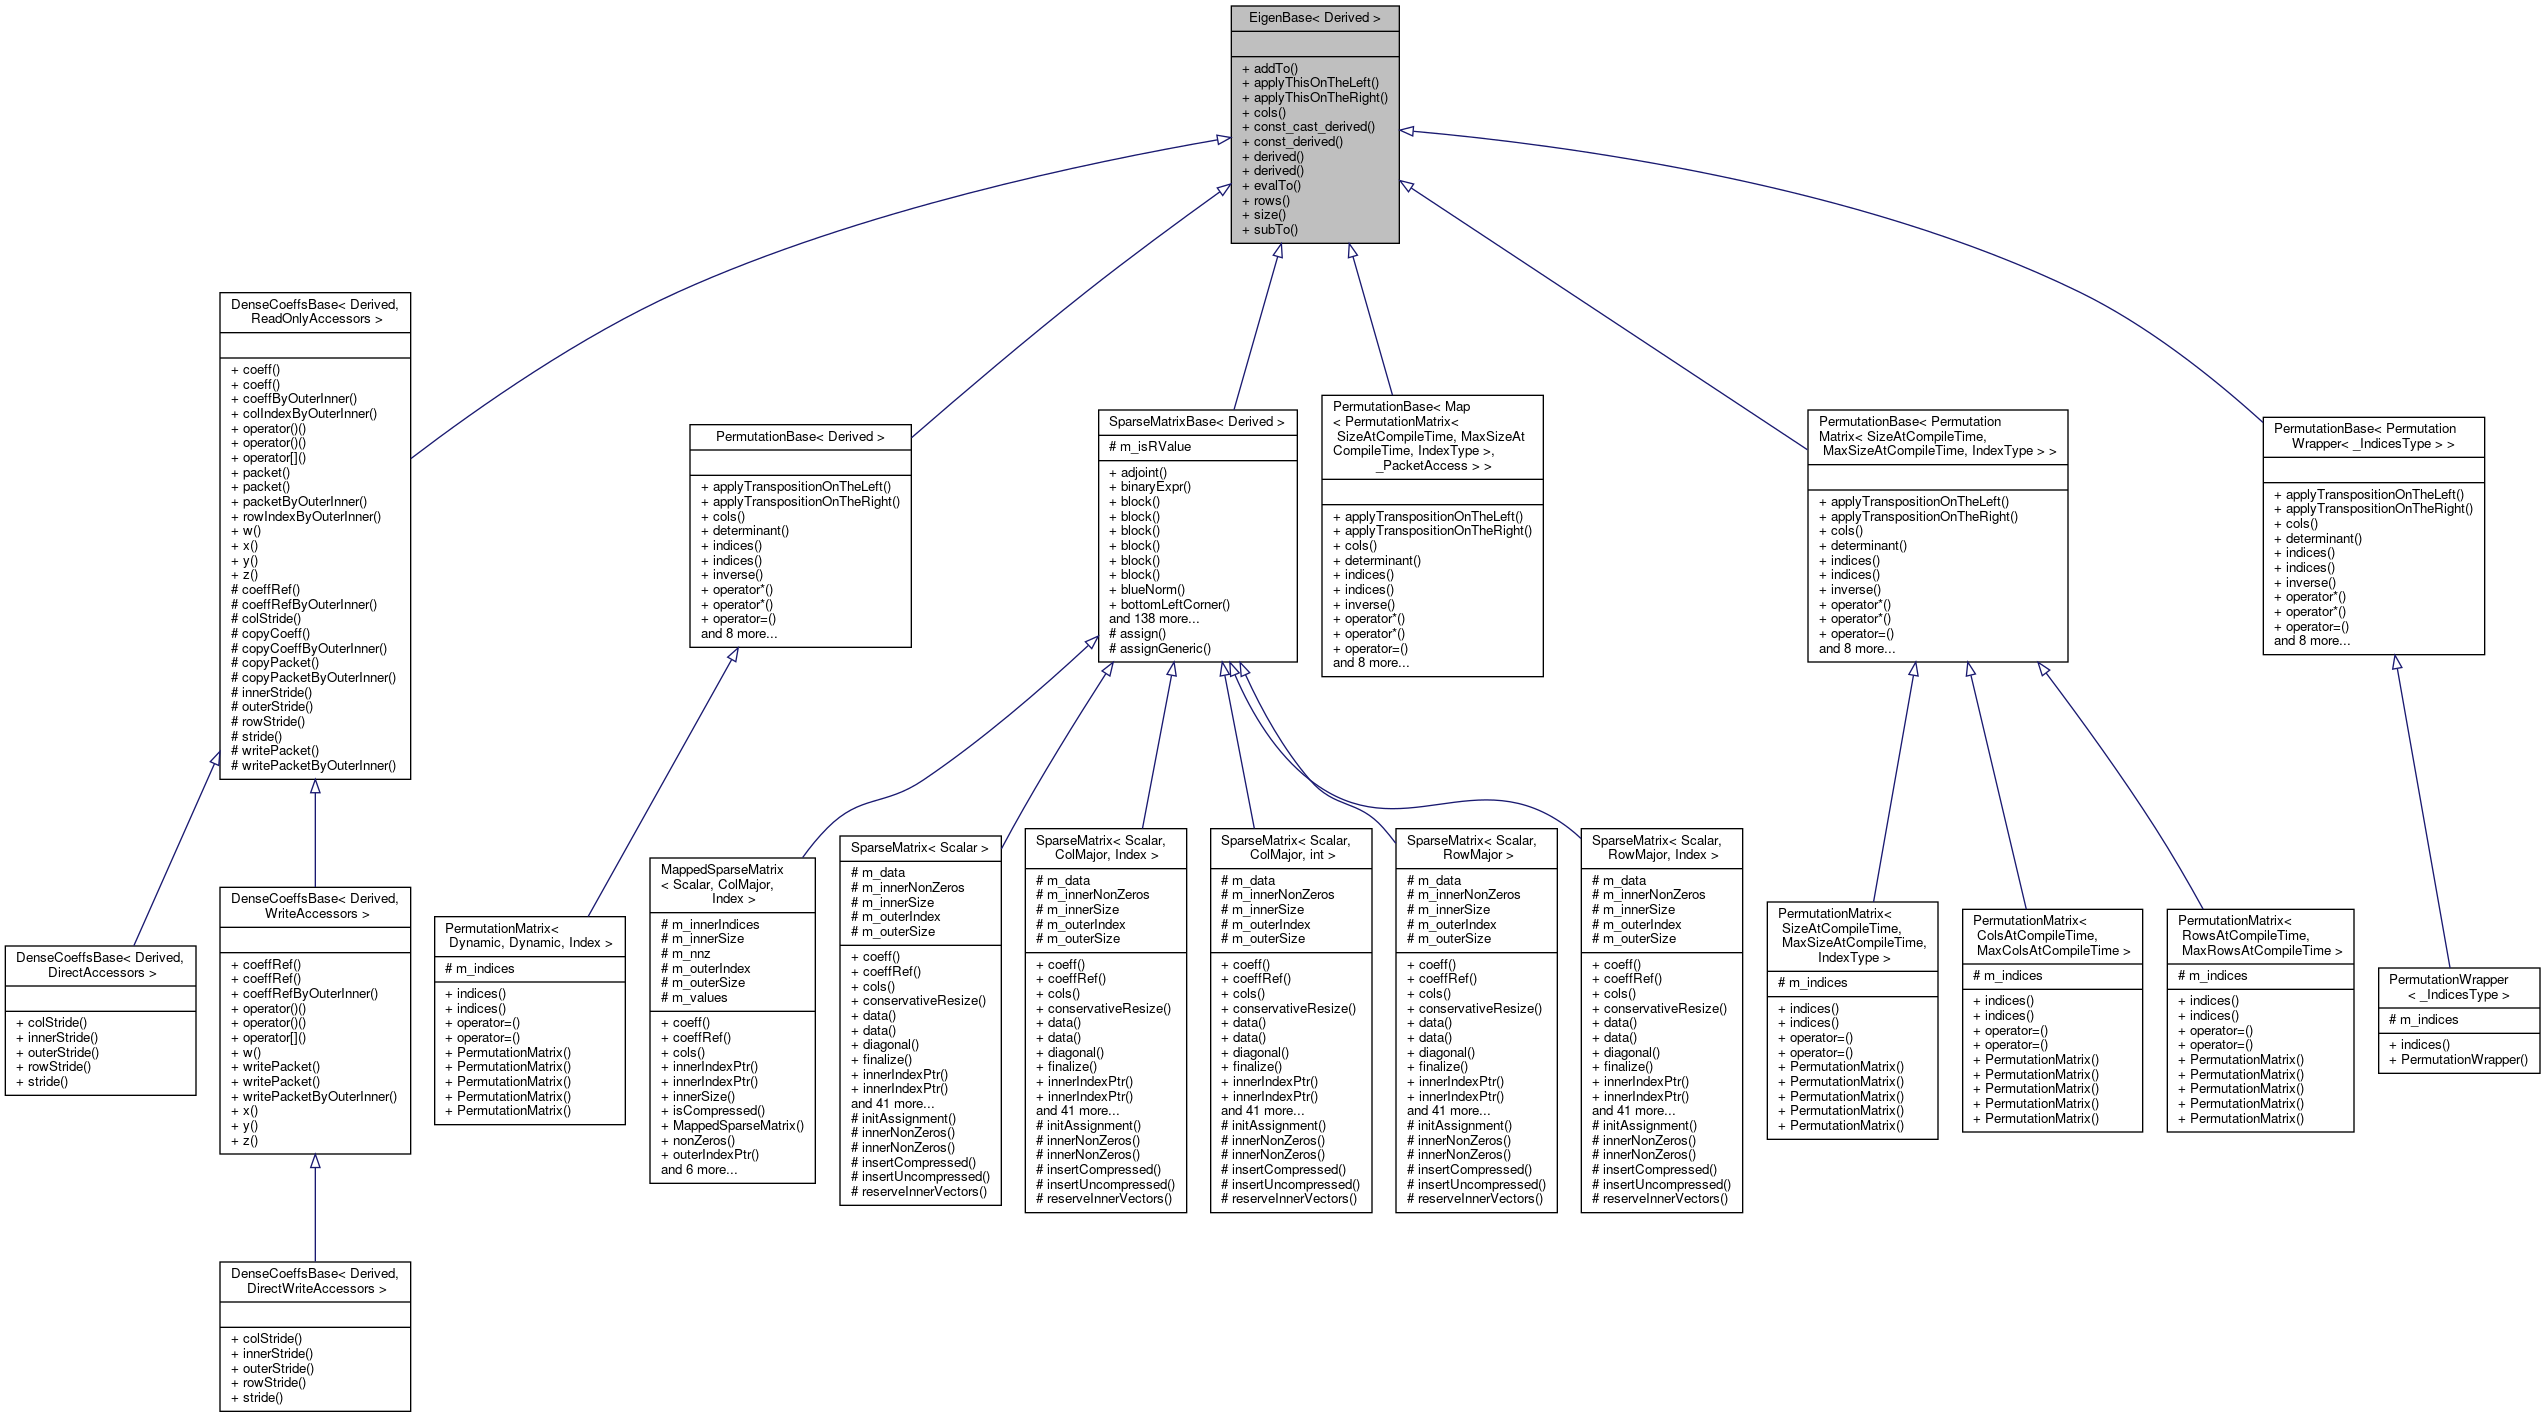 EigenBase< Derived >
+ addTo()
+ applyThisOnTheLeft()
+ applyThisOnTheRight()
+ cols()
+ const_cast_derived()
+ const_derived()
+ derived()
+ derived()
+ evalTo()
+ rows()
+ size()
+ subTo()
DenseCoeffsBase< Derived,
ReadOnlyAccessors >
+ coeff()
+ coeff()
+ coeffByOuterInner()
+ colIndexByOuterInner()
+ operator()()
+ operator()()
+ operator[]()
+ packet()
+ packet()
+ packetByOuterInner()
+ rowIndexByOuterInner()
+ w()
+ x()
+ y()
+ z()
# coeffRef()
# coeffRefByOuterInner()
# colStride()
# copyCoeff()
# copyCoeffByOuterInner()
# copyPacket()
# copyPacketByOuterInner()
# innerStride()
# outerStride()
# rowStride()
# stride()
# writePacket()
# writePacketByOuterInner()
PermutationBase< Derived >
+ applyTranspositionOnTheLeft()
+ applyTranspositionOnTheRight()
+ cols()
+ determinant()
+ indices()
+ indices()
+ inverse()
+ operator*()
+ operator*()
+ operator=()
and 8 more...
SparseMatrixBase< Derived >
# m_isRValue
+ adjoint()
+ binaryExpr()
+ block()
+ block()
+ block()
+ block()
+ block()
+ block()
+ blueNorm()
+ bottomLeftCorner()
and 138 more...
# assign()
# assignGeneric()
PermutationBase< Map
< PermutationMatrix<
SizeAtCompileTime, MaxSizeAt
CompileTime, IndexType >,
_PacketAccess > >
+ applyTranspositionOnTheLeft()
+ applyTranspositionOnTheRight()
+ cols()
+ determinant()
+ indices()
+ indices()
+ inverse()
+ operator*()
+ operator*()
+ operator=()
and 8 more...
PermutationBase< Permutation
Matrix< SizeAtCompileTime,
MaxSizeAtCompileTime, IndexType > >
+ applyTranspositionOnTheLeft()
+ applyTranspositionOnTheRight()
+ cols()
+ determinant()
+ indices()
+ indices()
+ inverse()
+ operator*()
+ operator*()
+ operator=()
and 8 more...
PermutationBase< Permutation
Wrapper< _IndicesType > >
+ applyTranspositionOnTheLeft()
+ applyTranspositionOnTheRight()
+ cols()
+ determinant()
+ indices()
+ indices()
+ inverse()
+ operator*()
+ operator*()
+ operator=()
and 8 more...
DenseCoeffsBase< Derived,
DirectAccessors >
+ colStride()
+ innerStride()
+ outerStride()
+ rowStride()
+ stride()
DenseCoeffsBase< Derived,
WriteAccessors >
+ coeffRef()
+ coeffRef()
+ coeffRefByOuterInner()
+ operator()()
+ operator()()
+ operator[]()
+ w()
+ writePacket()
+ writePacket()
+ writePacketByOuterInner()
+ x()
+ y()
+ z()
PermutationMatrix<
Dynamic, Dynamic, Index >
# m_indices
+ indices()
+ indices()
+ operator=()
+ operator=()
+ PermutationMatrix()
+ PermutationMatrix()
+ PermutationMatrix()
+ PermutationMatrix()
+ PermutationMatrix()
MappedSparseMatrix
< Scalar, ColMajor,
Index >
# m_innerIndices
# m_innerSize
# m_nnz
# m_outerIndex
# m_outerSize
# m_values
+ coeff()
+ coeffRef()
+ cols()
+ innerIndexPtr()
+ innerIndexPtr()
+ innerSize()
+ isCompressed()
+ MappedSparseMatrix()
+ nonZeros()
+ outerIndexPtr()
and 6 more...
SparseMatrix< Scalar >
# m_data
# m_innerNonZeros
# m_innerSize
# m_outerIndex
# m_outerSize
+ coeff()
+ coeffRef()
+ cols()
+ conservativeResize()
+ data()
+ data()
+ diagonal()
+ finalize()
+ innerIndexPtr()
+ innerIndexPtr()
and 41 more...
# initAssignment()
# innerNonZeros()
# innerNonZeros()
# insertCompressed()
# insertUncompressed()
# reserveInnerVectors()
SparseMatrix< Scalar,
ColMajor, Index >
# m_data
# m_innerNonZeros
# m_innerSize
# m_outerIndex
# m_outerSize
+ coeff()
+ coeffRef()
+ cols()
+ conservativeResize()
+ data()
+ data()
+ diagonal()
+ finalize()
+ innerIndexPtr()
+ innerIndexPtr()
and 41 more...
# initAssignment()
# innerNonZeros()
# innerNonZeros()
# insertCompressed()
# insertUncompressed()
# reserveInnerVectors()
SparseMatrix< Scalar,
ColMajor, int >
# m_data
# m_innerNonZeros
# m_innerSize
# m_outerIndex
# m_outerSize
+ coeff()
+ coeffRef()
+ cols()
+ conservativeResize()
+ data()
+ data()
+ diagonal()
+ finalize()
+ innerIndexPtr()
+ innerIndexPtr()
and 41 more...
# initAssignment()
# innerNonZeros()
# innerNonZeros()
# insertCompressed()
# insertUncompressed()
# reserveInnerVectors()
SparseMatrix< Scalar,
RowMajor >
# m_data
# m_innerNonZeros
# m_innerSize
# m_outerIndex
# m_outerSize
+ coeff()
+ coeffRef()
+ cols()
+ conservativeResize()
+ data()
+ data()
+ diagonal()
+ finalize()
+ innerIndexPtr()
+ innerIndexPtr()
and 41 more...
# initAssignment()
# innerNonZeros()
# innerNonZeros()
# insertCompressed()
# insertUncompressed()
# reserveInnerVectors()
SparseMatrix< Scalar,
RowMajor, Index >
# m_data
# m_innerNonZeros
# m_innerSize
# m_outerIndex
# m_outerSize
+ coeff()
+ coeffRef()
+ cols()
+ conservativeResize()
+ data()
+ data()
+ diagonal()
+ finalize()
+ innerIndexPtr()
+ innerIndexPtr()
and 41 more...
# initAssignment()
# innerNonZeros()
# innerNonZeros()
# insertCompressed()
# insertUncompressed()
# reserveInnerVectors()
PermutationMatrix<
SizeAtCompileTime,
MaxSizeAtCompileTime,
IndexType >
# m_indices
+ indices()
+ indices()
+ operator=()
+ operator=()
+ PermutationMatrix()
+ PermutationMatrix()
+ PermutationMatrix()
+ PermutationMatrix()
+ PermutationMatrix()
PermutationMatrix<
ColsAtCompileTime,
MaxColsAtCompileTime >
# m_indices
+ indices()
+ indices()
+ operator=()
+ operator=()
+ PermutationMatrix()
+ PermutationMatrix()
+ PermutationMatrix()
+ PermutationMatrix()
+ PermutationMatrix()
PermutationMatrix<
RowsAtCompileTime,
MaxRowsAtCompileTime >
# m_indices
+ indices()
+ indices()
+ operator=()
+ operator=()
+ PermutationMatrix()
+ PermutationMatrix()
+ PermutationMatrix()
+ PermutationMatrix()
+ PermutationMatrix()
PermutationWrapper
< _IndicesType >
# m_indices
+ indices()
+ PermutationWrapper()
DenseCoeffsBase< Derived,
DirectWriteAccessors >
+ colStride()
+ innerStride()
+ outerStride()
+ rowStride()
+ stride()